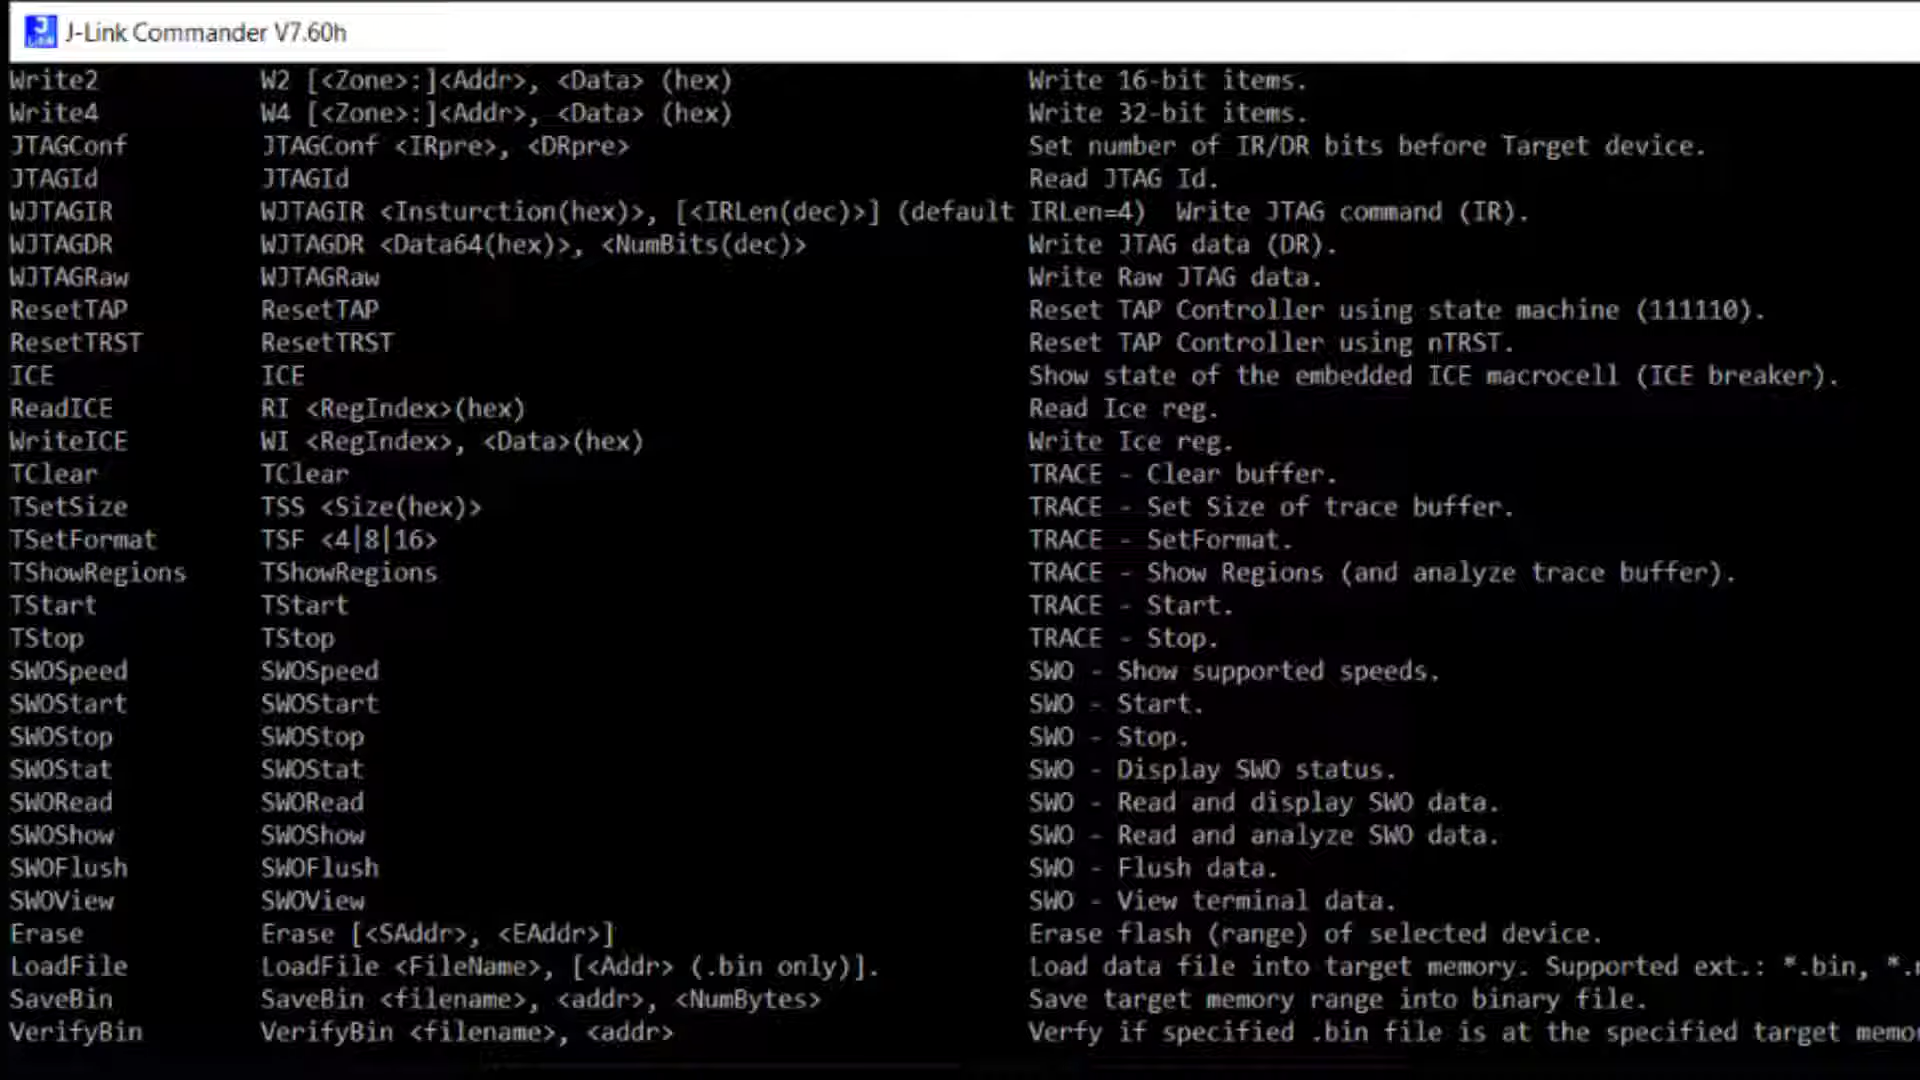 J-Link Commander V7.60h
Write2 W2 [<Zone>:]<Addr>, <Data> (hex) Write 16-bit items.
Write4 W4 [<Zone>:]<Addr>, <Data> (hex) Write 32-bit items.
JTAGConf JTAGConf <IRpre>, <DRpre> Set number of IR/DR bits before Target device.
JTAGId JTAGId Read JTAG Id.
WJTAGIR WJTAGIR <Insturction(hex)>, [<IRLen(dec)>] (default IRLen=4) Write JTAG command (IR).
WJTAGDR WJTAGDR <Data64(hex)>, <NumBits(dec)> Write JTAG data (DR).
WJTAGRaw WJTAGRaw Write Raw JTAG data.
ResetTAP ResetTAP Reset TAP Controller using state machine (111110).
ResetTRST ResetTRST Reset TAP Controller using nTRST.
ICE ICE Show state of the embedded ICE macrocell (ICE breaker).
ReadICE RI <RegIndex>(hex) Read Ice reg.
WriteICE WI <RegIndex>, <Data>(hex) Write Ice reg.
TClear TClear TRACE - Clear buffer.
TSetSize TSS <Size(hex)> TRACE - Set Size of trace buffer.
TSetFormat TSF <4|8|16> TRACE - SetFormat.
TShowRegions TShowRegions TRACE - Show Regions (and analyze trace buffer).
TStart TStart TRACE - Start.
TStop TStop TRACE - Stop.
SWOSpeed SWOSpeed SWO - Show supported speeds.
SWOStart SWOStart SWO - Start.
SWOStop SWOStop SWO - Stop.
SWOStat SWOStat SWO - Display SWO status.
SWORead SWORead SWO - Read and display SWO data.
SWOShow SWOShow SWO - Read and analyze SWO data.
SWOFlush SWOFlush SWO - Flush data.
SWOView SWOView SWO - View terminal data.
Erase Erase [<SAddr>, <EAddr>] Erase flash (range) of selected device.
LoadFile LoadFile <FileName>, [<Addr> (.bin only)]. Load data file into target memory. Supported ext.: *.bin,
SaveBin SaveBin <filename>, <addr>, <NumBytes> Save target memory range into binary file.
VerifyBin VerifyBin <filename>, <addr> Verfy if specified .bin file is at the specified target